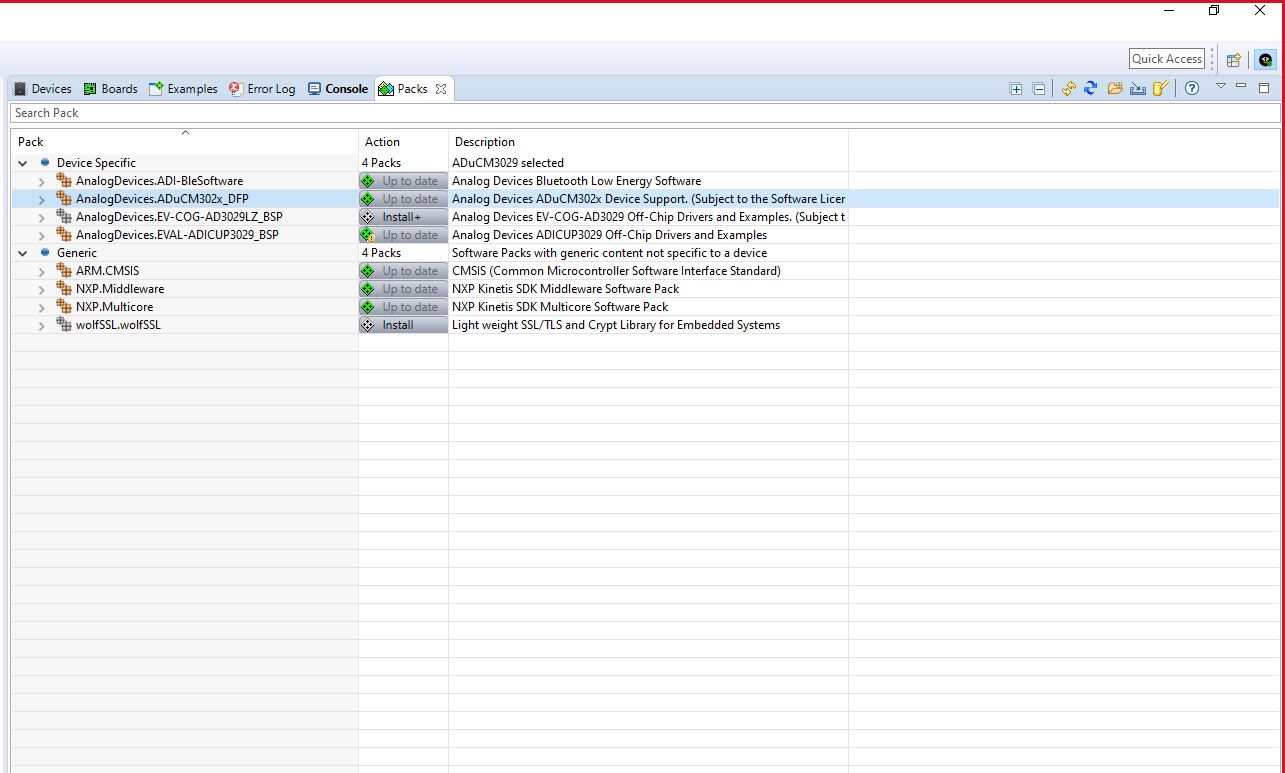 Quick Access
Devices Boards Examples Error Log Console Packs
Search Pack
Pack Action Description
Device Specific 4 Packs ADuCM3029 selected
AnalogDevices.ADI-BleSoftware Up to date Analog Devices Bluetooth Low Energy Software
AnalogDevices.ADuCM302x_DFP Up to date Analog Devices ADuCM302x Device Support. (Subject to the Software Licer
AnalogDevices.EV-COG-AD3029LZ_BSP Install+ Analog Devices EV-COG-AD3029 Off-Chip Drivers and Examples. (Subject t
AnalogDevices.EVAL-ADICUP3029_BSP Up to date Analog Devices ADICUP3029 Off-Chip Drivers and Examples
Generic 4 Packs Software Packs with generic content not specific to a device
ARM.CMSIS Up to date CMSIS (Common Microcontroller Software Interface Standard)
NXP.Middleware Up to date NXP Kinetis SDK Middleware Software Pack
NXP.Multicore Up to date NXP Kinetis SDK Multicore Software Pack
wolfSSL.wolfSSL Install Light weight SSL/TLS and Crypt Library for Embedded Systems